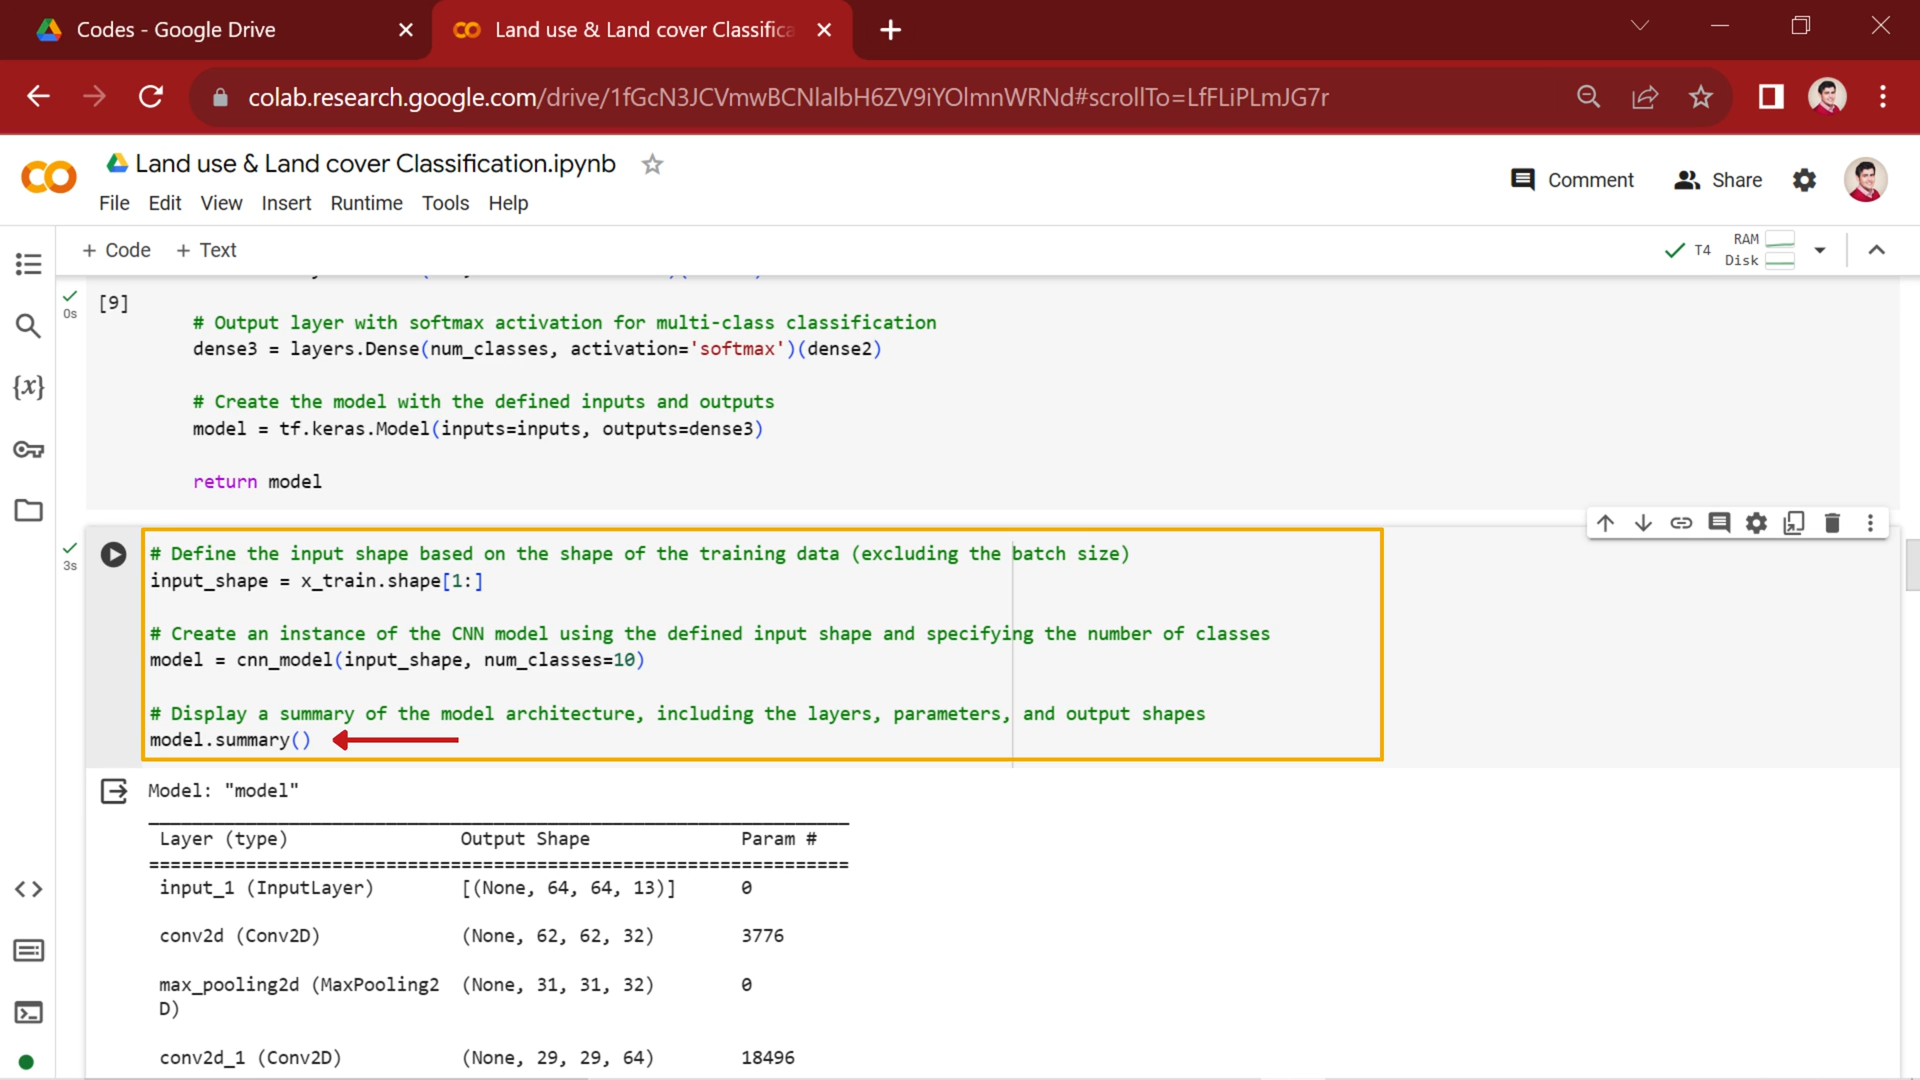 Codes - Google Drive
Land use & Land cover Classifica
colab.research.google.com/drive/1fGcN3JCVmwBCNlalbH6ZV9iYOlmnWRNd#scrollTo=LfFLiPLmJG7r
Land use & Land cover Classification.ipynb
Comment
Share
File Edit View Insert Runtime Tools Help
+ Code + Text
T4 RAM
Disk
[9]
0s
# Output layer with softmax activation for multi-class classification
dense3 = layers.Dense(num_classes, activation='softmax')(dense2)
# Create the model with the defined inputs and outputs
model = tf.keras.Model(inputs=inputs, outputs=dense3)
return model
3s
# Define the input shape based on the shape of the training data (excluding the batch size)
input_shape = x_train.shape[1:]
# Create an instance of the CNN model using the defined input shape and specifying the number of classes
model = cnn_model(input_shape, num_classes=10)
# Display a summary of the model architecture, including the layers, parameters, and output shapes
model.summary()
Model: "model"
Layer (type) Output Shape Param #
=================================================================
input_1 (InputLayer) [(None, 64, 64, 13)] 0
conv2d (Conv2D) (None, 62, 62, 32) 3776
max_pooling2d (MaxPooling2 (None, 31, 31, 32) 0
D)
conv2d_1 (Conv2D) (None, 29, 29, 64) 18496